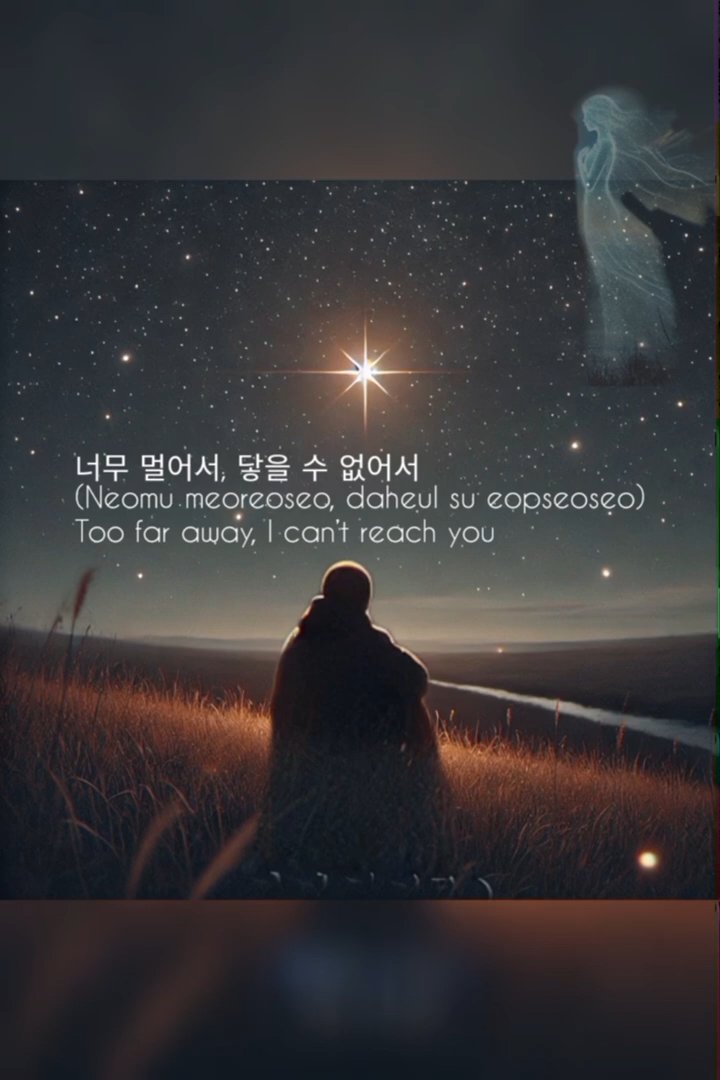 너무 멀어서, 닿을 수 없어서
(Neomu meoreoseo, daheul su eopseoseo)
Too far away, I can't reach you